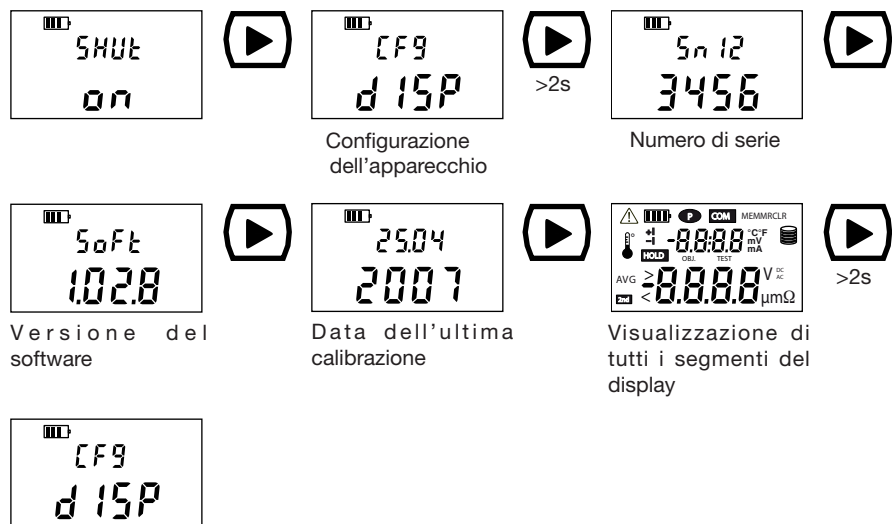 SHUt
on
CFg
dISP
>2s
Configurazione
dell'apparecchio
Sn 12
3456
Numero di serie
SoFt
1.02.8
Versione del
software
25.04
2007
Data dell'ultima
calibrazione
P COM MEMMRCLR
-8.8:8.8 °C°F
mV
mA
HOLD OBJ. TEST
AVG > -8.8.8.8 V DC
AC
2nd < µmΩ
>2s
Visualizzazione di
tutti i segmenti del
display
CFg
dISP